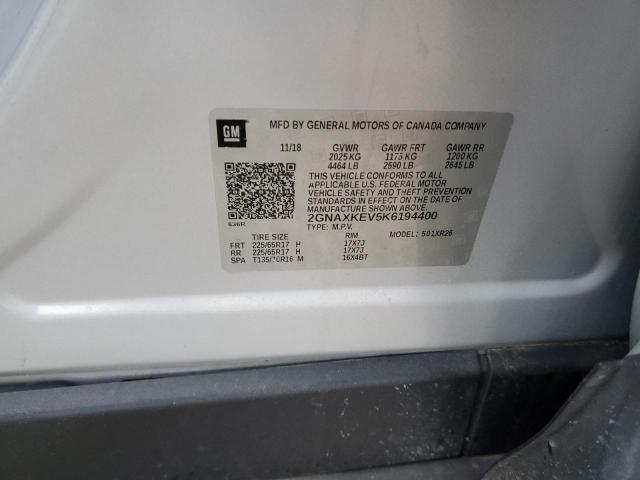 GM
MFD BY GENERAL MOTORS OF CANADA COMPANY
11/18 GVWR GAWR FRT GAWR RR
2025 KG 1175 KG 1200 KG
4464 LB 2590 LB 2645 LB
THIS VEHICLE CONFORMS TO ALL
APPLICABLE U.S. FEDERAL MOTOR
VEHICLE SAFETY AND THEFT PREVENTION
STANDARDS IN EFFECT ON THE DATE OF
MANUFACTURE SHOWN ABOVE.
2GNAXKEV5K6194400
636R TYPE: M.P.V. MODEL: 501XR26
TIRE SIZE RIM
FRT 225/65R17 H 17X7J
RR 225/65R17 H 17X7J
SPA T135/70R16 M 16X4BT